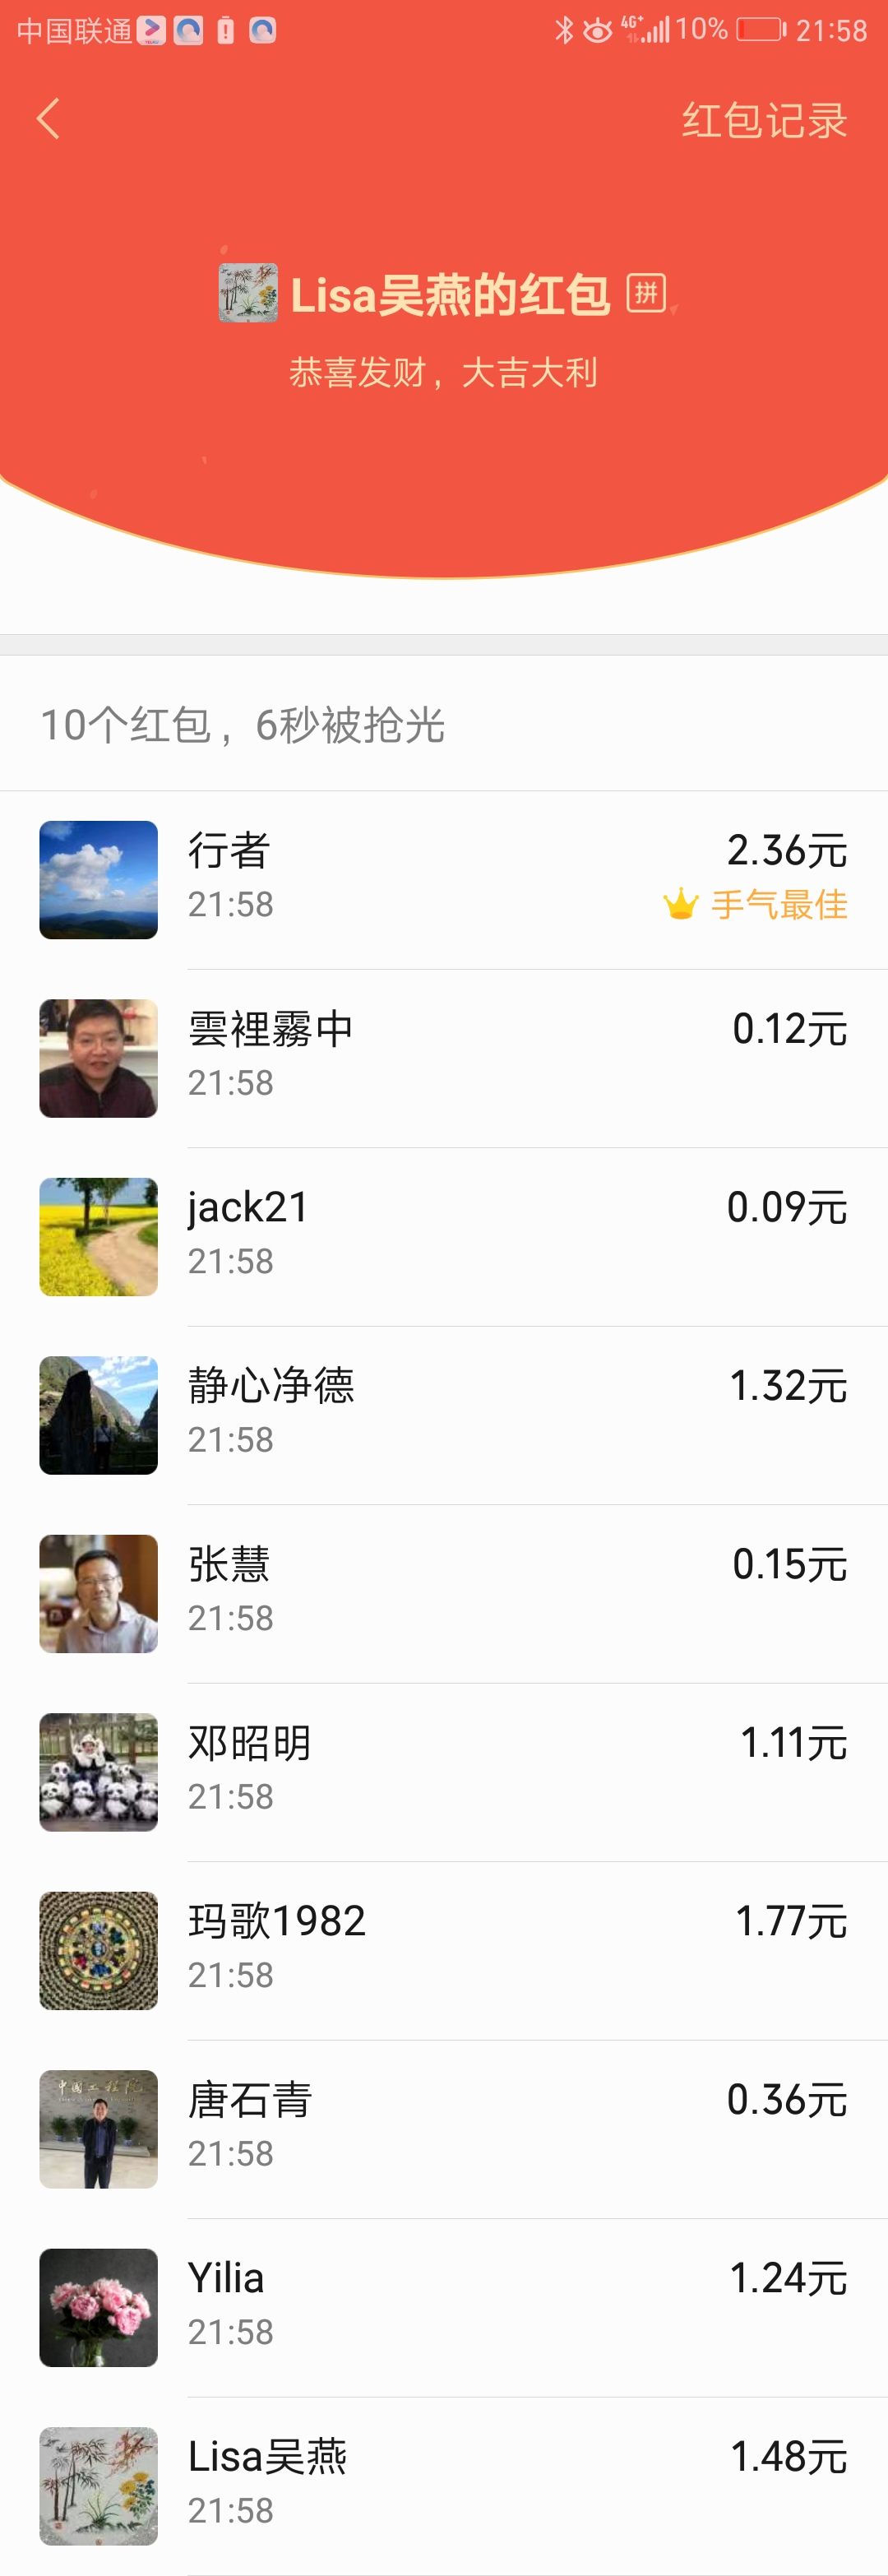 中国联通 4G+ 10% 21:58
红包记录
Lisa吴燕的红包 拼
恭喜发财，大吉大利
10个红包，6秒被抢光
行者 2.36元
21:58 手气最佳
雲裡霧中 0.12元
21:58
jack21 0.09元
21:58
静心净德 1.32元
21:58
张慧 0.15元
21:58
邓昭明 1.11元
21:58
玛歌1982 1.77元
21:58
中国工程院
唐石青 0.36元
21:58
Yilia 1.24元
21:58
Lisa吴燕 1.48元
21:58